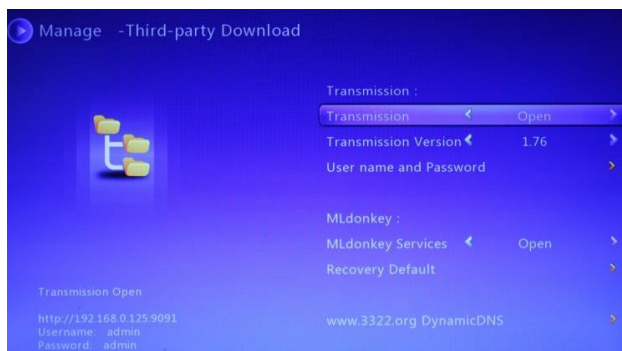 Manage -Third-party Download
Transmission :
Transmission Open
Transmission Version 1.76
User name and Password
MLdonkey :
MLdonkey Services Open
Recovery Default
www.3322.org DynamicDNS
Transmission Open
http://192.168.0.125:9091
Username: admin
Password: admin